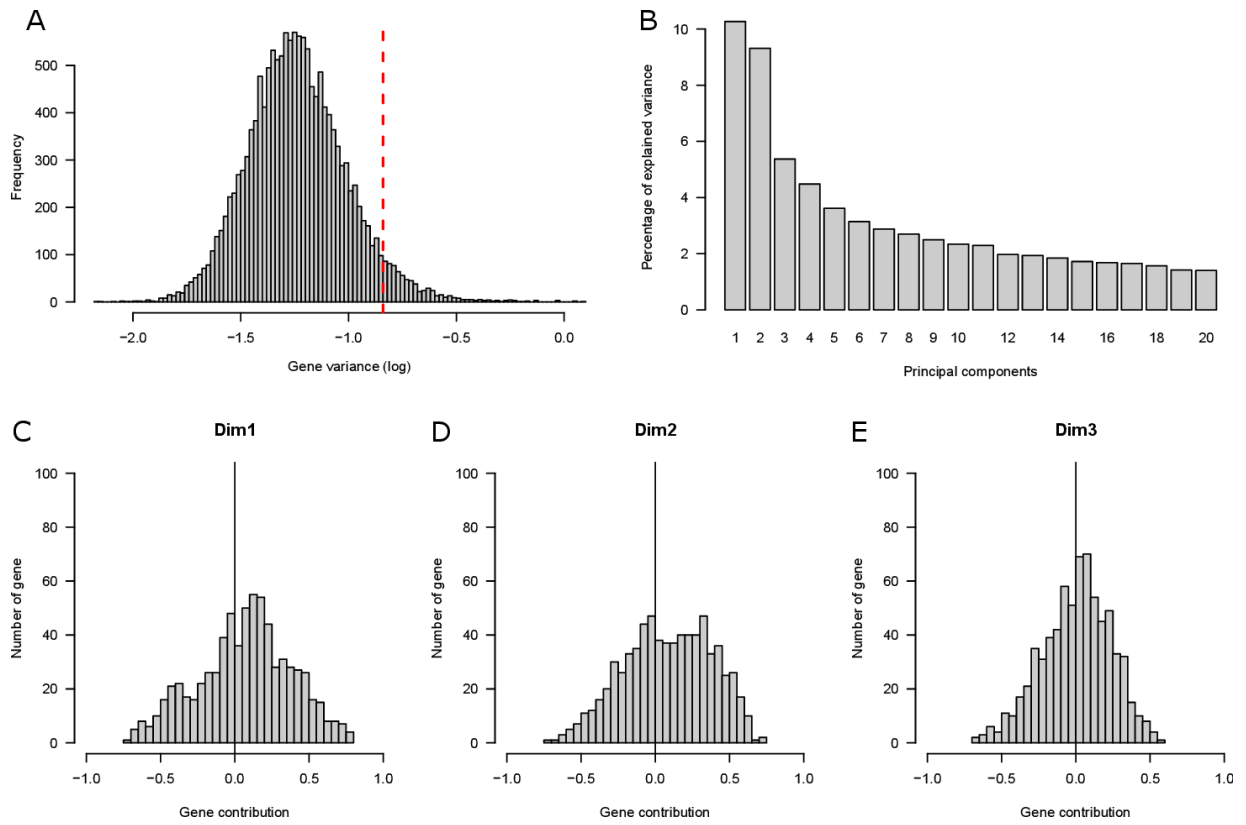 A
Frequency
500
400
300
200
100
0
−2.0 −1.5 −1.0 −0.5 0.0
Gene variance (log)
B
Percentage of explained variance
10
8
6
4
2
0
1 2 3 4 5 6 7 8 9 10 12 14 16 18 20
Principal components
C
Dim1
Number of gene
100
80
60
40
20
0
−1.0 −0.5 0.0 0.5 1.0
Gene contribution
D
Dim2
Number of gene
100
80
60
40
20
0
−1.0 −0.5 0.0 0.5 1.0
Gene contribution
E
Dim3
Number of gene
100
80
60
40
20
0
−1.0 −0.5 0.0 0.5 1.0
Gene contribution